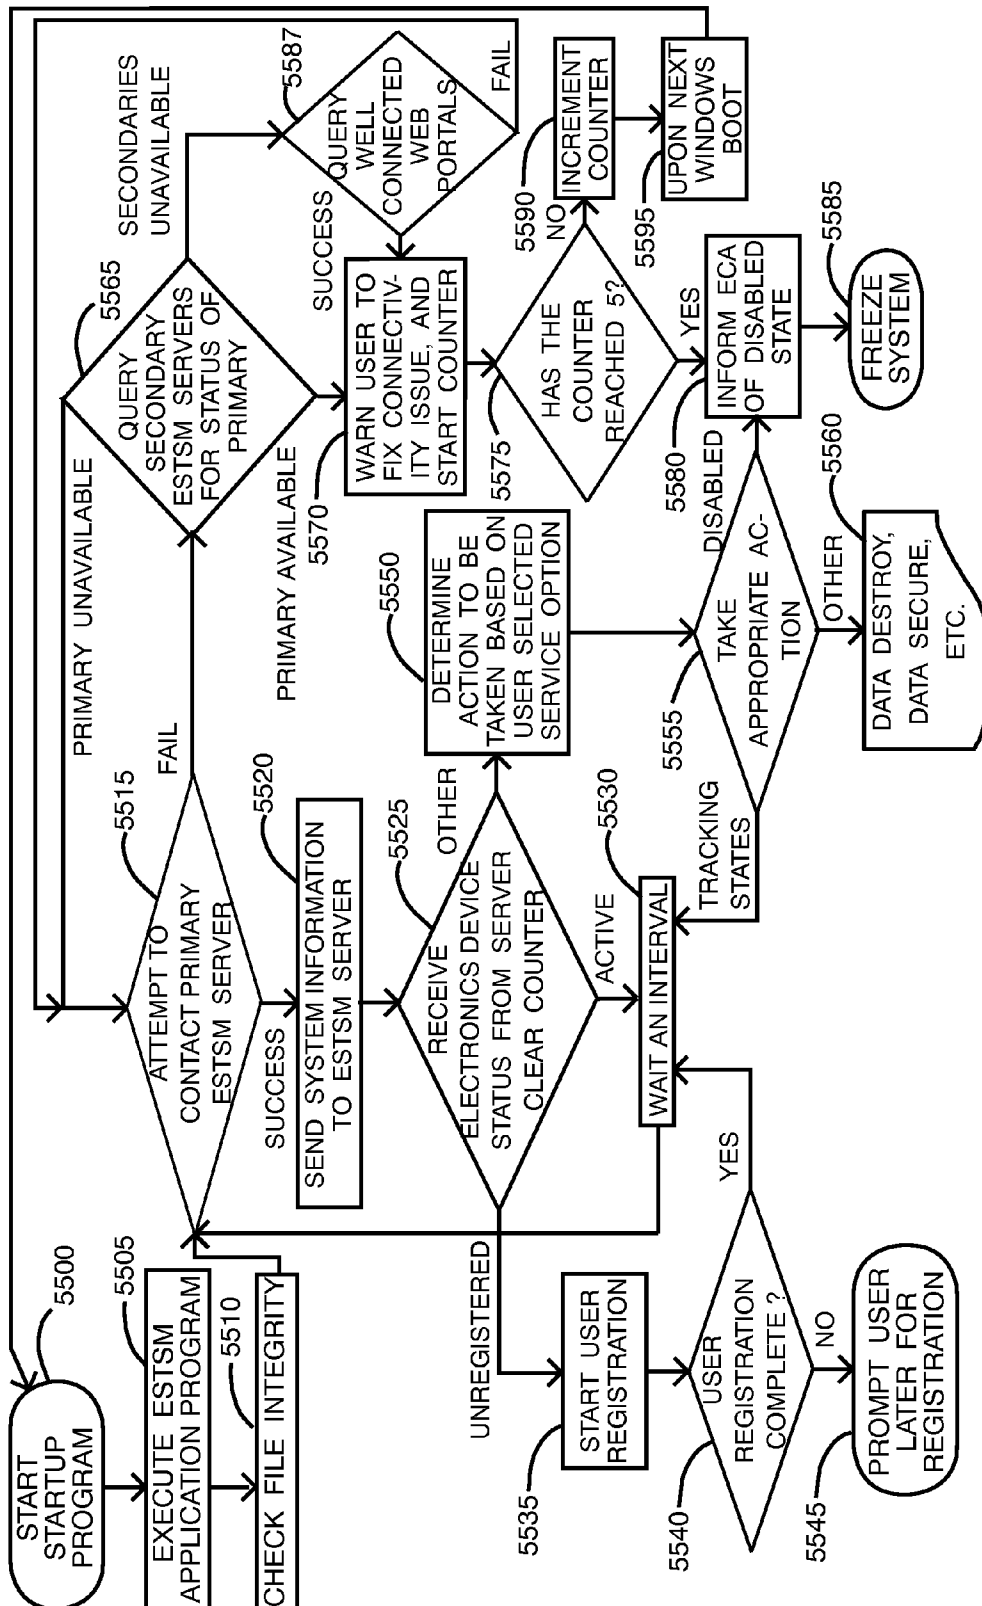 START
STARTUP
PROGRAM
5500
EXECUTE ESTSM
APPLICATION PROGRAM
5505
CHECK FILE INTEGRITY
5510
ATTEMPT TO
CONTACT PRIMARY
ESTSM SERVER
5515
FAIL
SUCCESS
SEND SYSTEM INFORMATION
TO ESTSM SERVER
5520
RECEIVE
ELECTRONICS DEVICE
STATUS FROM SERVER
CLEAR COUNTER
5525
OTHER
ACTIVE
UNREGISTERED
WAIT AN INTERVAL
5530
START USER
REGISTRATION
5535
USER
REGISTRATION
COMPLETE ?
5540
YES
NO
PROMPT USER
LATER FOR
REGISTRATION
5545
DETERMINE
ACTION TO BE
TAKEN BASED ON
USER SELECTED
SERVICE OPTION
5550
TAKE
APPROPRIATE AC-
TION
5555
TRACKING
STATES
DISABLED
OTHER
DATA DESTROY,
DATA SECURE,
ETC.
5560
PRIMARY UNAVAILABLE
QUERY
SECONDARY
ESTSM SERVERS
FOR STATUS OF
PRIMARY
5565
PRIMARY AVAILABLE
SECONDARIES
UNAVAILABLE
WARN USER TO
FIX CONNECTIV-
ITY ISSUE, AND
START COUNTER
5570
HAS THE
COUNTER
REACHED 5?
5575
YES
NO
INFORM ECA
OF DISABLED
STATE
5580
FREEZE
SYSTEM
5585
QUERY
WELL
CONNECTED
WEB
PORTALS
5587
SUCCESS
FAIL
INCREMENT
COUNTER
5590
UPON NEXT
WINDOWS
BOOT
5595